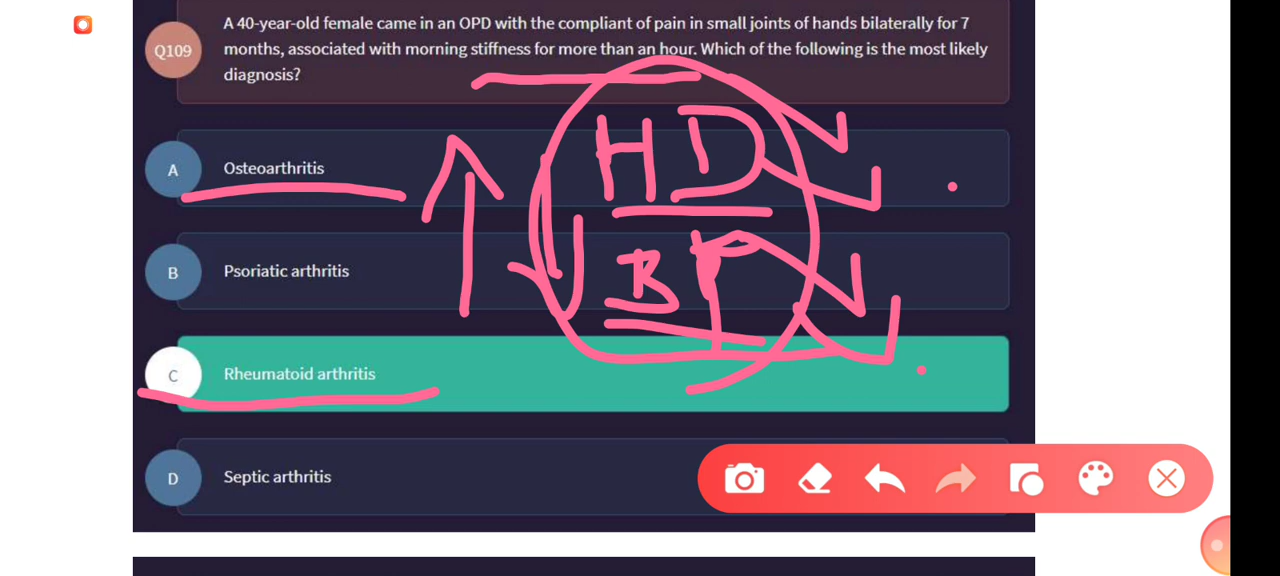 Q109
A 40-year-old female came in an OPD with the compliant of pain in small joints of hands bilaterally for 7
months, associated with morning stiffness for more than an hour. Which of the following is the most likely
diagnosis?
HD
A Osteoarthritis
BP
B Psoriatic arthritis
C Rheumatoid arthritis
D Septic arthritis